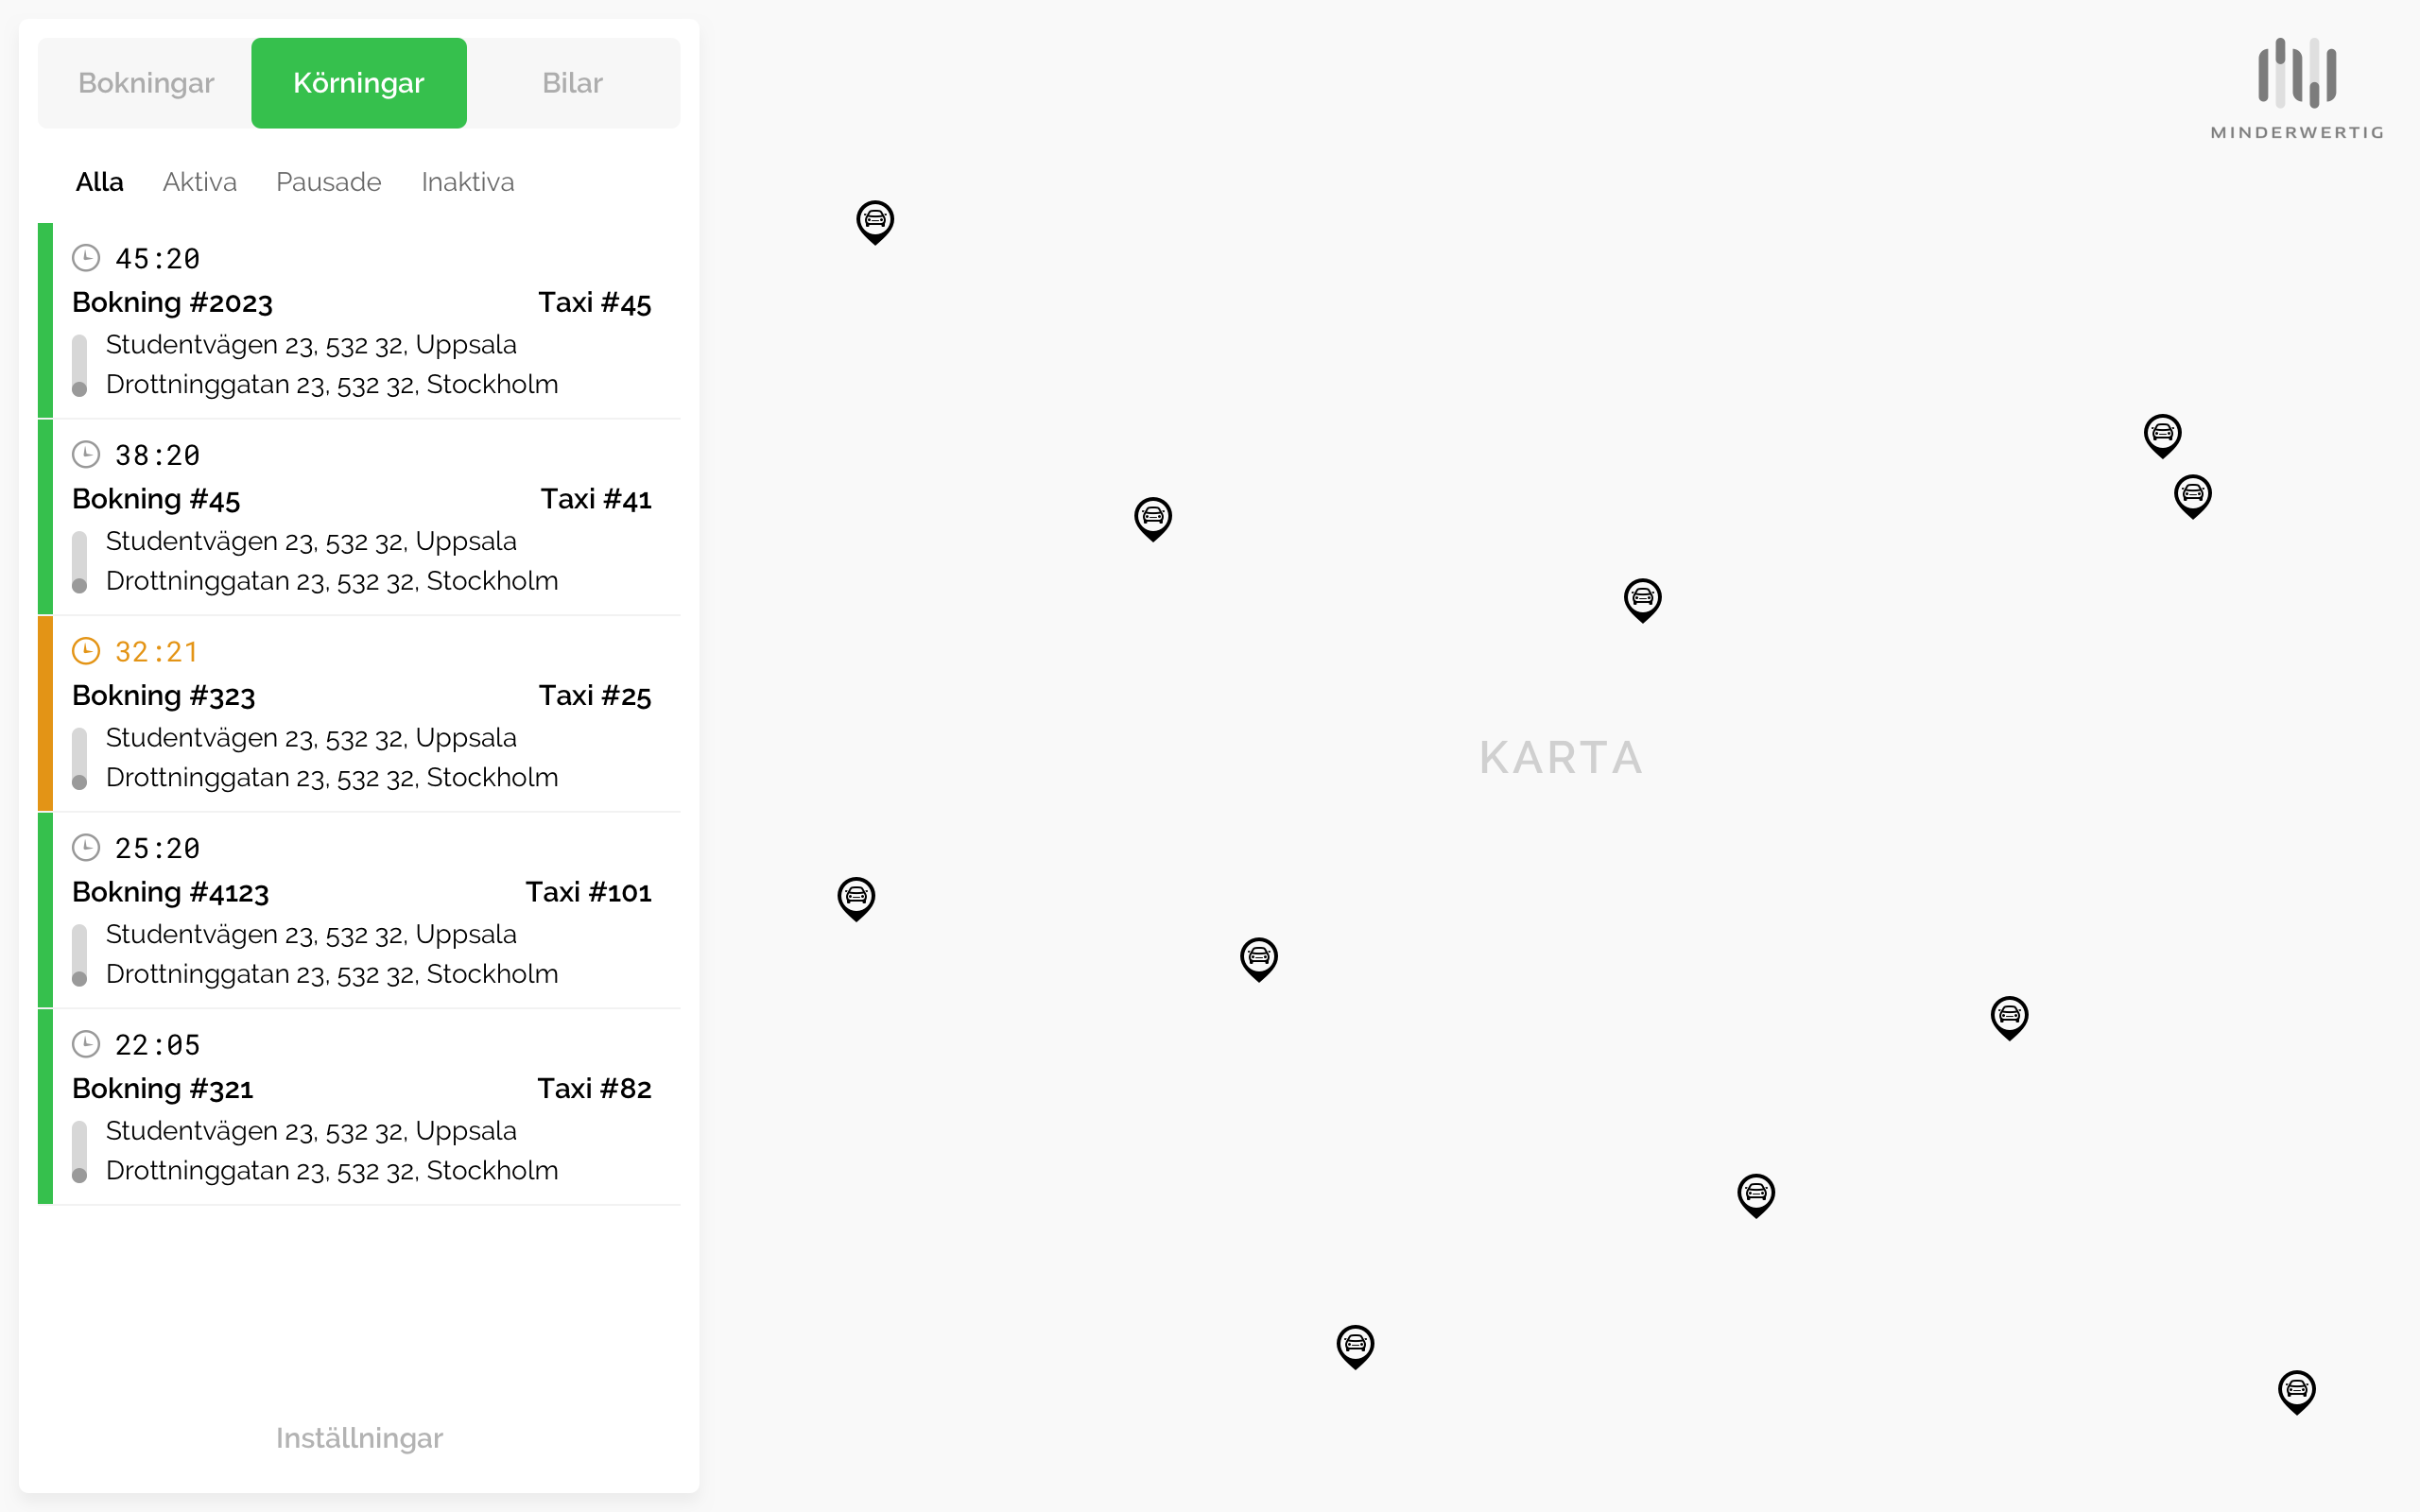 Bokningar Körningar Bilar
Alla Aktiva Pausade Inaktiva
45:20
Bokning #2023 Taxi #45
Studentvägen 23, 532 32, Uppsala
Drottninggatan 23, 532 32, Stockholm
38:20
Bokning #45 Taxi #41
Studentvägen 23, 532 32, Uppsala
Drottninggatan 23, 532 32, Stockholm
32:21
Bokning #323 Taxi #25
Studentvägen 23, 532 32, Uppsala
Drottninggatan 23, 532 32, Stockholm
25:20
Bokning #4123 Taxi #101
Studentvägen 23, 532 32, Uppsala
Drottninggatan 23, 532 32, Stockholm
22:05
Bokning #321 Taxi #82
Studentvägen 23, 532 32, Uppsala
Drottninggatan 23, 532 32, Stockholm
Inställningar
MINDERWERTIG
KARTA